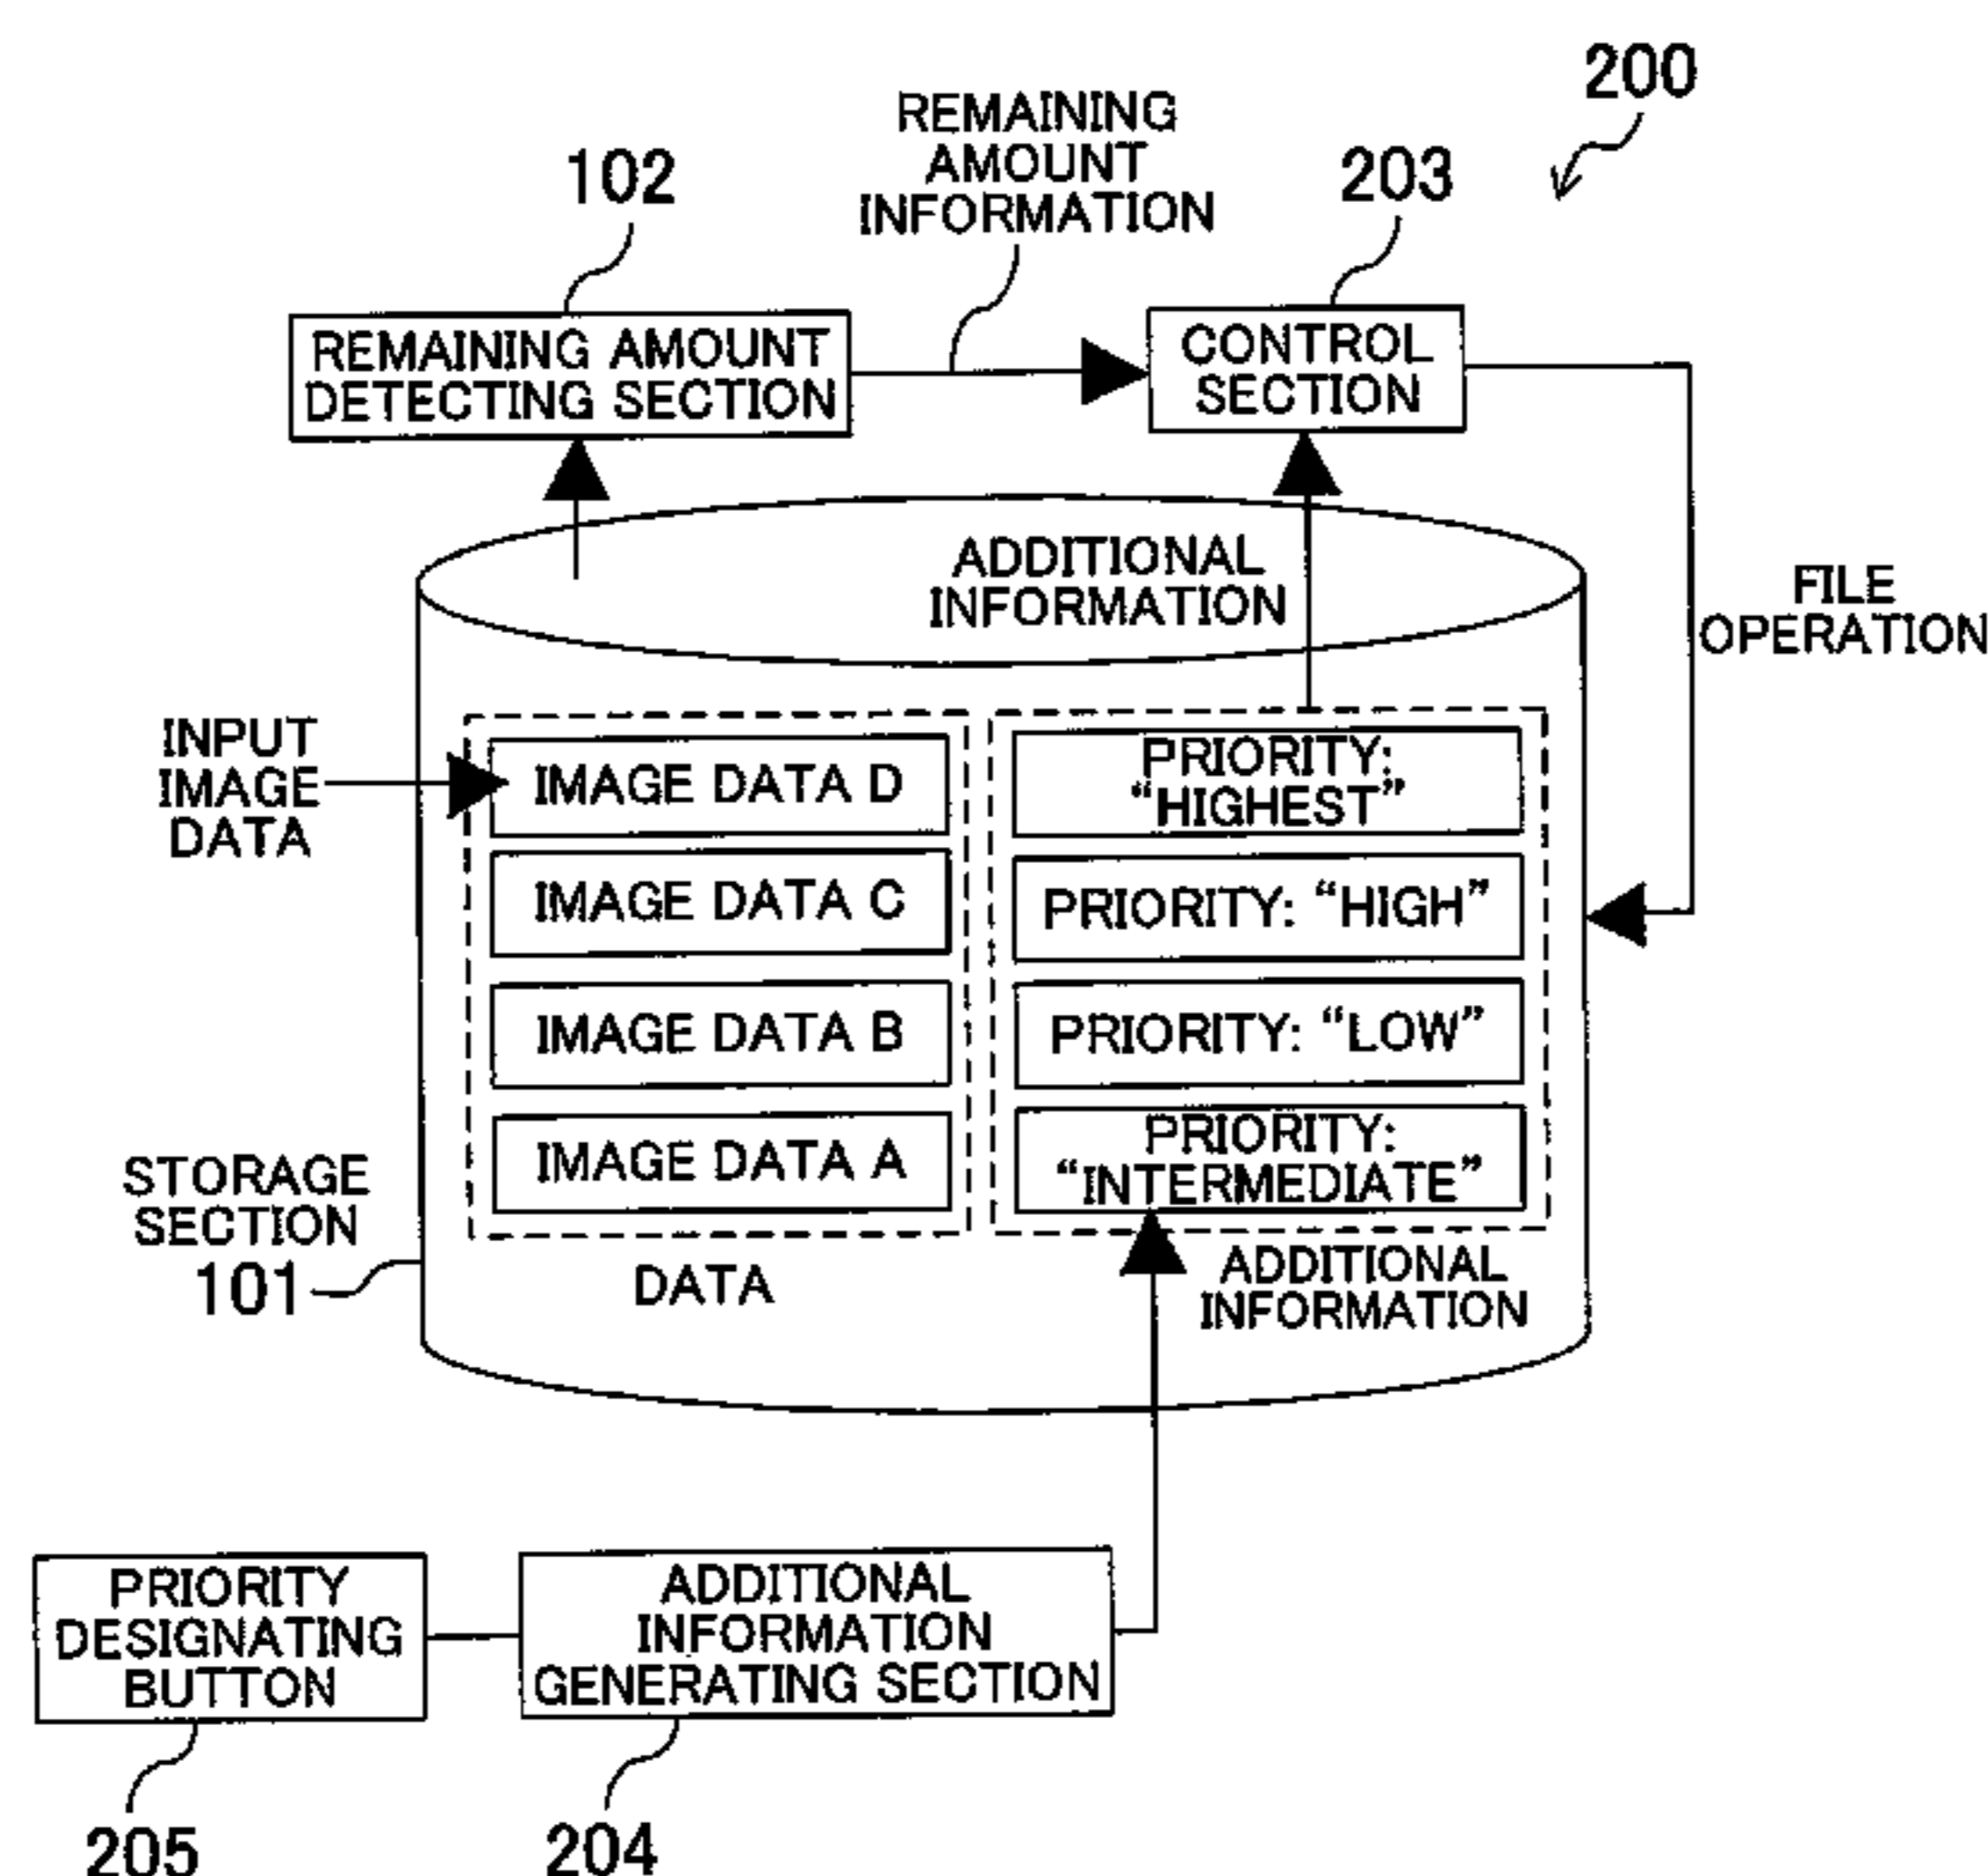 200
REMAINING
AMOUNT
INFORMATION
102
203
REMAINING AMOUNT
DETECTING SECTION
CONTROL
SECTION
ADDITIONAL
INFORMATION
FILE
OPERATION
INPUT
IMAGE
DATA
IMAGE DATA D
PRIORITY:
“HIGHEST”
IMAGE DATA C
PRIORITY: “HIGH”
IMAGE DATA B
PRIORITY: “LOW”
IMAGE DATA A
PRIORITY:
“INTERMEDIATE”
STORAGE
SECTION
101
DATA
ADDITIONAL
INFORMATION
PRIORITY
DESIGNATING
BUTTON
ADDITIONAL
INFORMATION
GENERATING SECTION
205
204